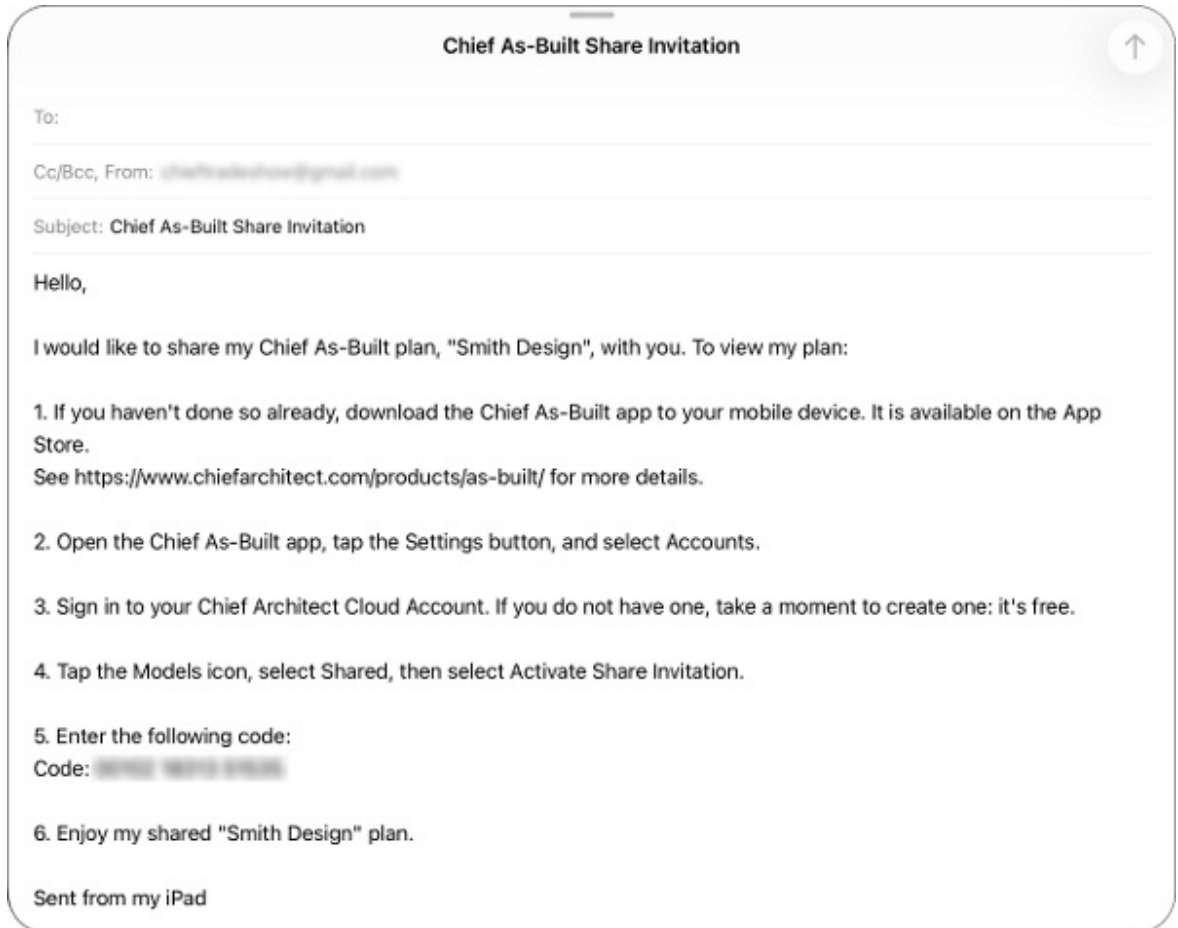 Chief As-Built Share Invitation
To:
Cc/Bcc, From:
Subject: Chief As-Built Share Invitation
Hello,
I would like to share my Chief As-Built plan, "Smith Design", with you. To view my plan:
1. If you haven't done so already, download the Chief As-Built app to your mobile device. It is available on the App
Store.
See https://www.chiefarchitect.com/products/as-built/ for more details.
2. Open the Chief As-Built app, tap the Settings button, and select Accounts.
3. Sign in to your Chief Architect Cloud Account. If you do not have one, take a moment to create one: it's free.
4. Tap the Models icon, select Shared, then select Activate Share Invitation.
5. Enter the following code:
Code:
6. Enjoy my shared "Smith Design" plan.
Sent from my iPad